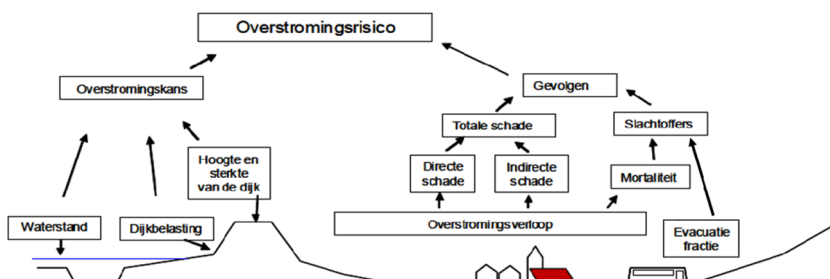 Overstromingsrisico
Overstromingskans
Gevolgen
Totale schade
Slachtoffers
Hoogte en
sterkte
van de dijk
Directe
schade
Indirecte
schade
Mortaliteit
Waterstand
Dijkbelasting
Overstromingsverloop
Evacuatie
fractie